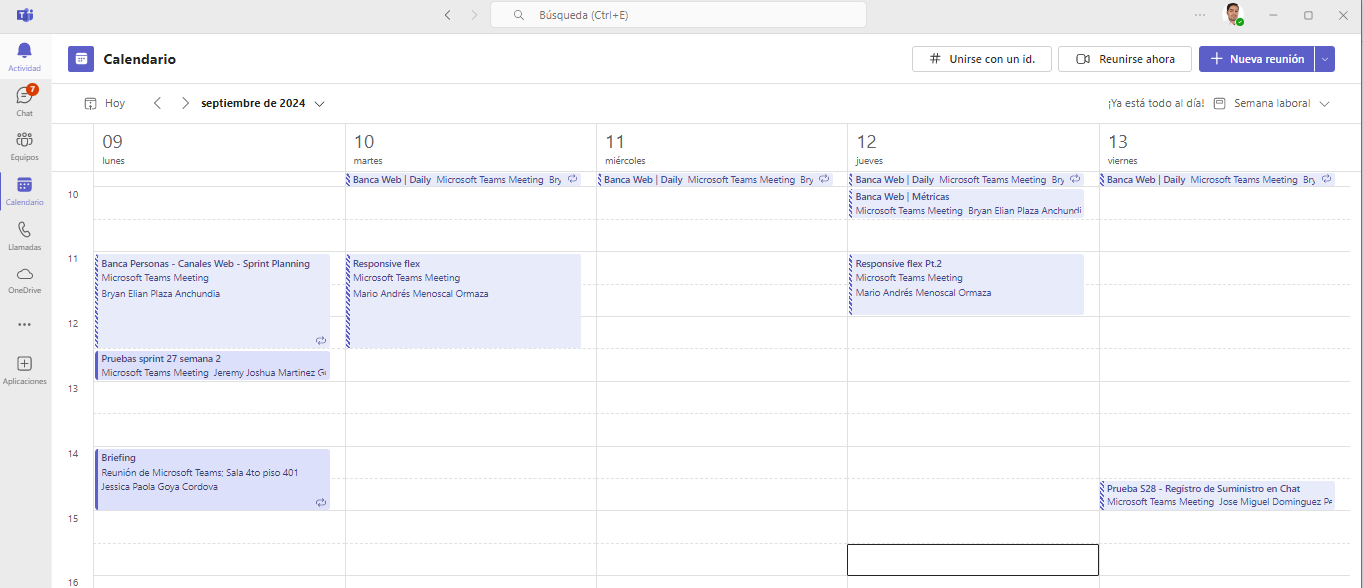 Búsqueda (Ctrl+E)
Actividad
7
Chat
Equipos
Calendario
Llamadas
OneDrive
Aplicaciones
Calendario
Unirse con un id.
Reunirse ahora
Nueva reunión
Hoy
septiembre de 2024
¡Ya está todo al día!
Semana laboral
09
lunes
10
martes
11
miércoles
12
jueves
13
viernes
10
11
12
13
14
15
16
Banca Personas - Canales Web - Sprint Planning
Microsoft Teams Meeting
Bryan Elian Plaza Anchundia
Pruebas sprint 27 semana 2
Microsoft Teams Meeting Jeremy Joshua Martinez
Briefing
Reunión de Microsoft Teams; Sala 4to piso 401
Jessica Paola Goya Cordova
Banca Web | Daily Microsoft Teams Meeting Bry
Responsive flex
Microsoft Teams Meeting
Mario Andrés Menoscal Ormaza
Banca Web | Daily Microsoft Teams Meeting Bry
Banca Web | Daily Microsoft Teams Meeting Bry
Banca Web | Métricas
Microsoft Teams Meeting Bryan Elian Plaza Anchundi
Responsive flex Pt.2
Microsoft Teams Meeting
Mario Andrés Menoscal Ormaza
Banca Web | Daily Microsoft Teams Meeting Bry
Prueba S28 - Registro de Suministro en Chat
Microsoft Teams Meeting Jose Miguel Dominguez